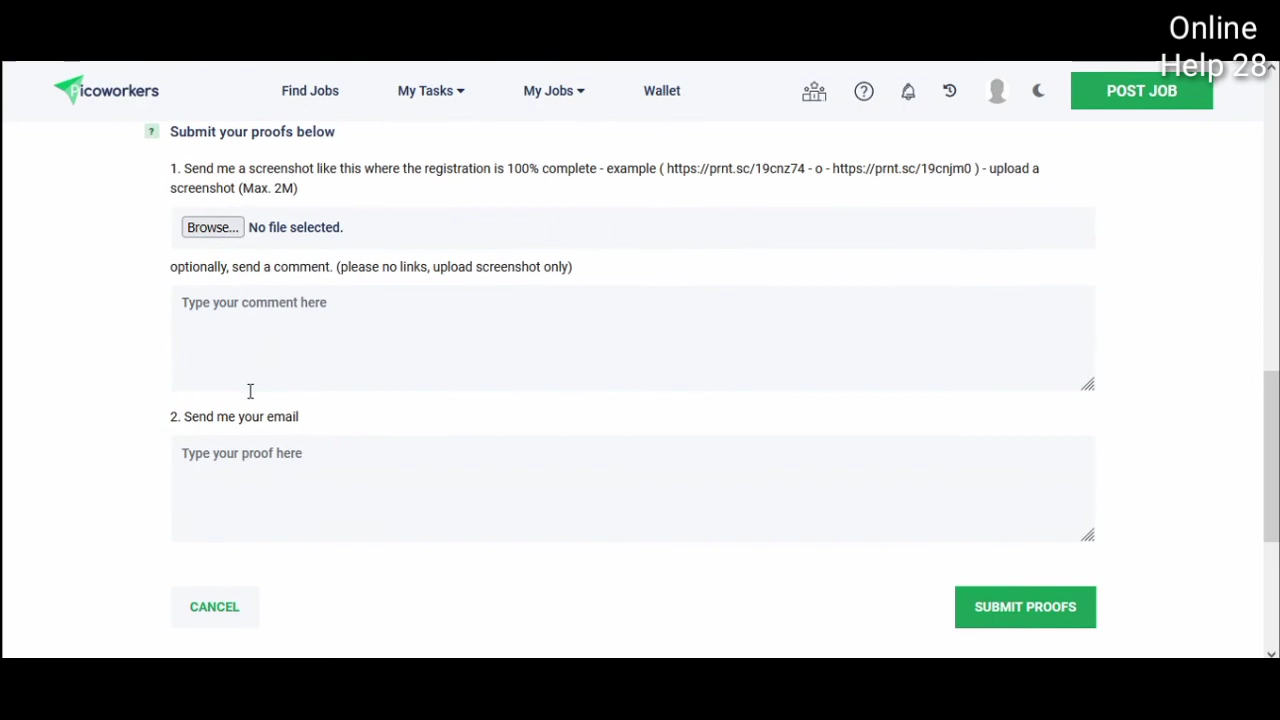 Online
Help 28
Picoworkers
Find Jobs
My Tasks
My Jobs
Wallet
?
POST JOB
?
Submit your proofs below
1. Send me a screenshot like this where the registration is 100% complete - example ( https://prnt.sc/19cnz74 - o - https://prnt.sc/19cnjm0 ) - upload a
screenshot (Max. 2M)
Browse... No file selected.
optionally, send a comment. (please no links, upload screenshot only)
Type your comment here
2. Send me your email
Type your proof here
CANCEL
SUBMIT PROOFS